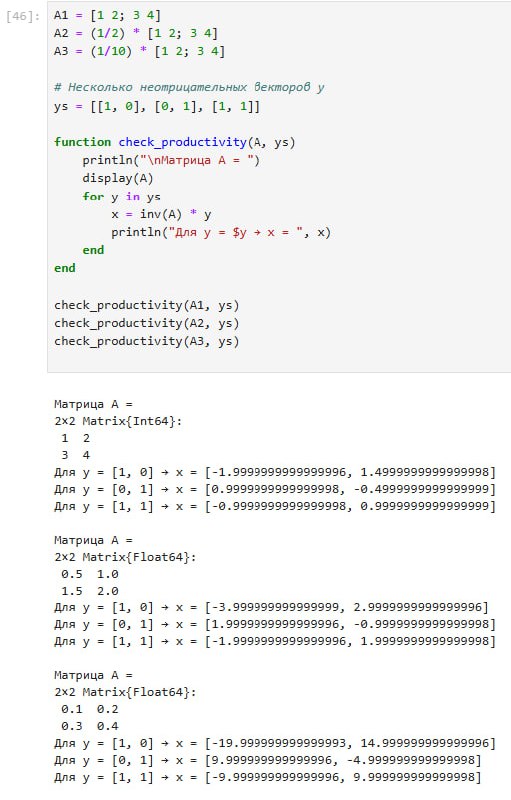 [46]:
A1 = [1 2; 3 4]
A2 = (1/2) * [1 2; 3 4]
A3 = (1/10) * [1 2; 3 4]
# Несколько неотрицательных векторов y
ys = [[1, 0], [0, 1], [1, 1]]
function check_productivity(A, ys)
    println("\nМатрица A = ")
    display(A)
    for y in ys
        x = inv(A) * y
        println("Для y = $y → x = ", x)
    end
end
check_productivity(A1, ys)
check_productivity(A2, ys)
check_productivity(A3, ys)
Матрица A =
2×2 Matrix{Int64}:
 1  2
 3  4
Для y = [1, 0] → x = [-1.9999999999999996, 1.4999999999999998]
Для y = [0, 1] → x = [0.9999999999999998, -0.4999999999999999]
Для y = [1, 1] → x = [-0.9999999999999998, 0.9999999999999999]
Матрица A =
2×2 Matrix{Float64}:
 0.5  1.0
 1.5  2.0
Для y = [1, 0] → x = [-3.999999999999999, 2.9999999999999996]
Для y = [0, 1] → x = [1.9999999999999996, -0.9999999999999998]
Для y = [1, 1] → x = [-1.9999999999999996, 1.9999999999999998]
Матрица A =
2×2 Matrix{Float64}:
 0.1  0.2
 0.3  0.4
Для y = [1, 0] → x = [-19.999999999999993, 14.999999999999996]
Для y = [0, 1] → x = [9.999999999999996, -4.999999999999998]
Для y = [1, 1] → x = [-9.999999999999996, 9.999999999999998]